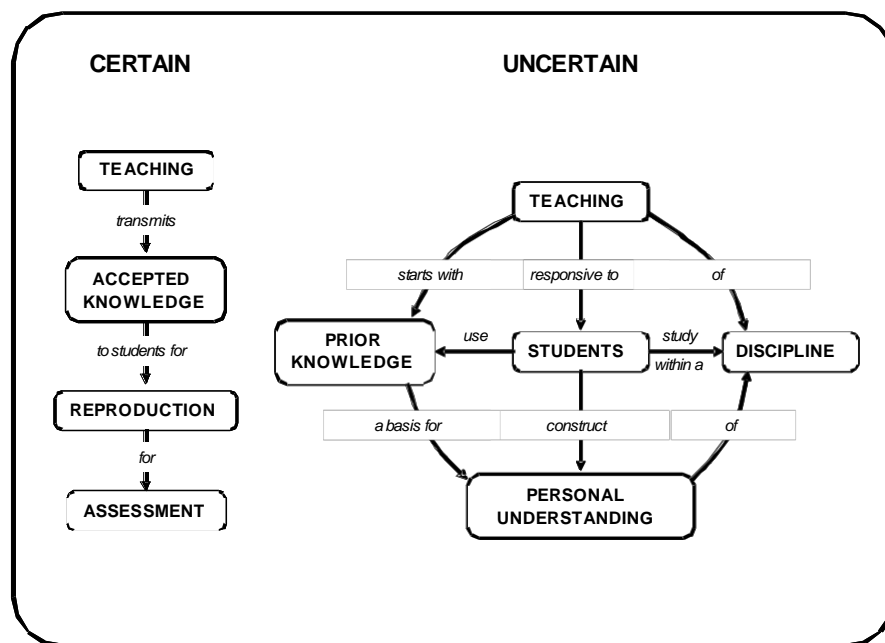 CERTAIN
UNCERTAIN
TEACHING
transmits
ACCEPTED
KNOWLEDGE
to students for
REPRODUCTION
for
ASSESSMENT
TEACHING
starts with
responsive to
of
PRIOR
KNOWLEDGE
use
STUDENTS
study
within a
DISCIPLINE
a basis for
construct
of
PERSONAL
UNDERSTANDING